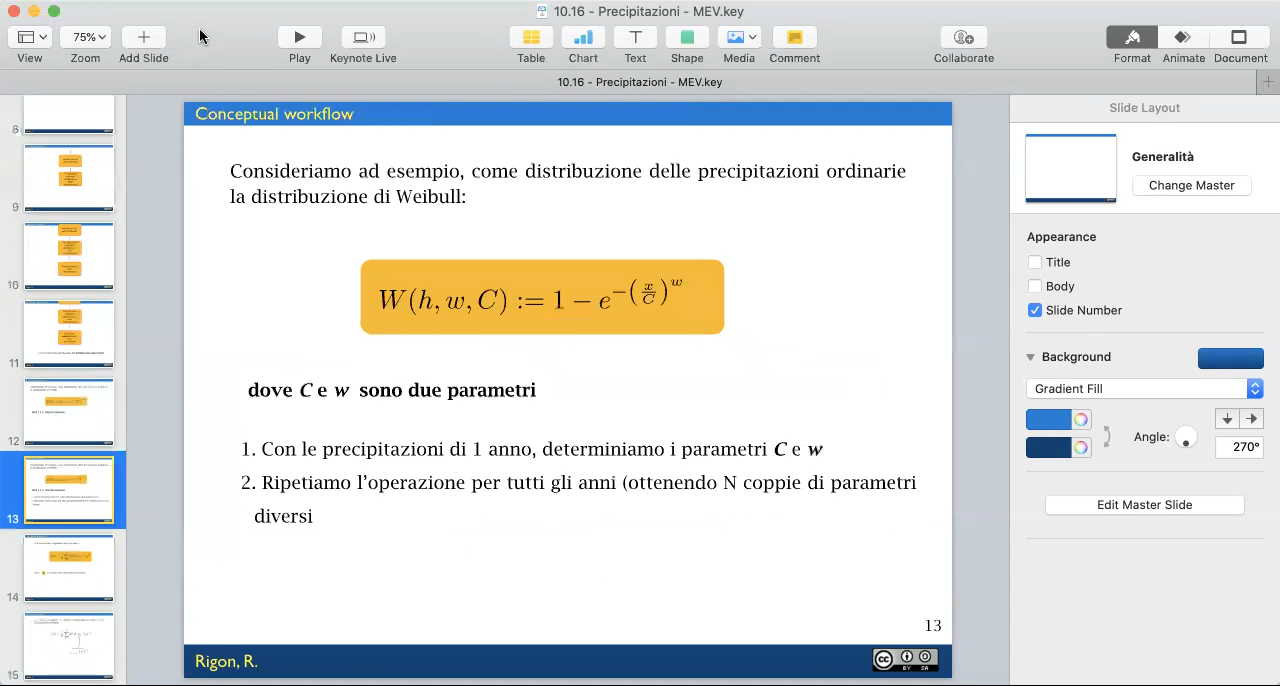 10.16 - Precipitazioni - MEV.key
75%
View
Zoom
Add Slide
Play
Keynote Live
Table
Chart
Text
Shape
Media
Comment
Collaborate
Format
Animate
Document
10.16 - Precipitazioni - MEV.key
8
9
10
11
12
13
14
15
Conceptual workflow
Consideriamo ad esempio, come distribuzione delle precipitazioni ordinarie
la distribuzione di Weibull:
W(h, w, C) := 1 − e^{−(x/C)^w}
dove C e w sono due parametri
1. Con le precipitazioni di 1 anno, determiniamo i parametri C e w
2. Ripetiamo l'operazione per tutti gli anni (ottenendo N coppie di parametri
diversi
13
Rigon, R.
cc
BY SA
Slide Layout
Generalità
Change Master
Appearance
Title
Body
Slide Number
Background
Gradient Fill
Angle:
270°
Edit Master Slide